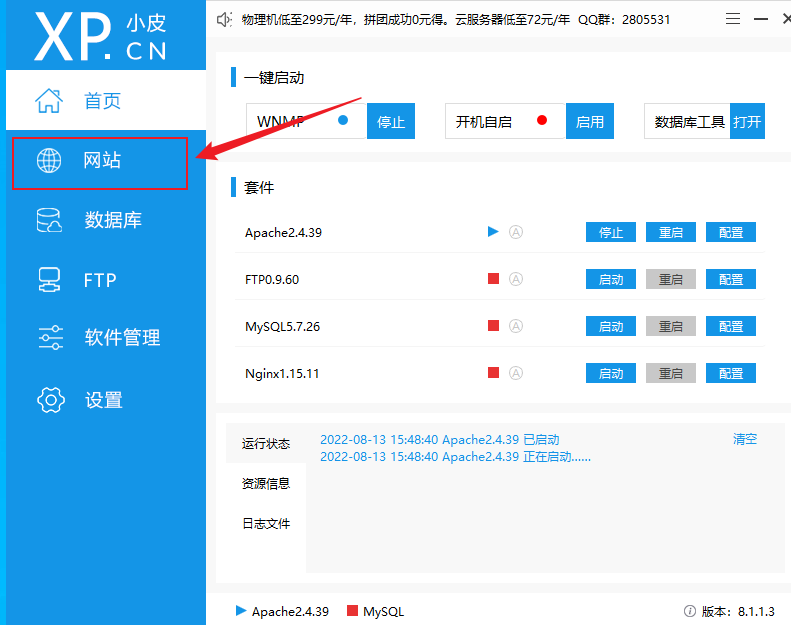 XP.CN 小皮
物理机低至299元/年，拼团成功0元得。云服务器低至72元/年 QQ群：2805531
首页
网站
数据库
FTP
软件管理
设置
一键启动
WNMP 停止 开机自启 启用 数据库工具 打开
套件
Apache2.4.39 A 停止 重启 配置
FTP0.9.60 A 启动 重启 配置
MySQL5.7.26 A 启动 重启 配置
Nginx1.15.11 A 启动 重启 配置
运行状态
资源信息
日志文件
2022-08-13 15:48:40 Apache2.4.39 已启动
2022-08-13 15:48:40 Apache2.4.39 正在启动......
清空
Apache2.4.39 MySQL 版本：8.1.1.3